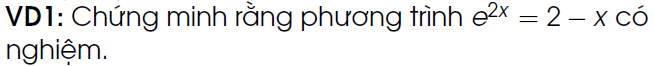 VD1: Chứng minh rằng phương trình e^{2x} = 2 − x có
nghiệm.